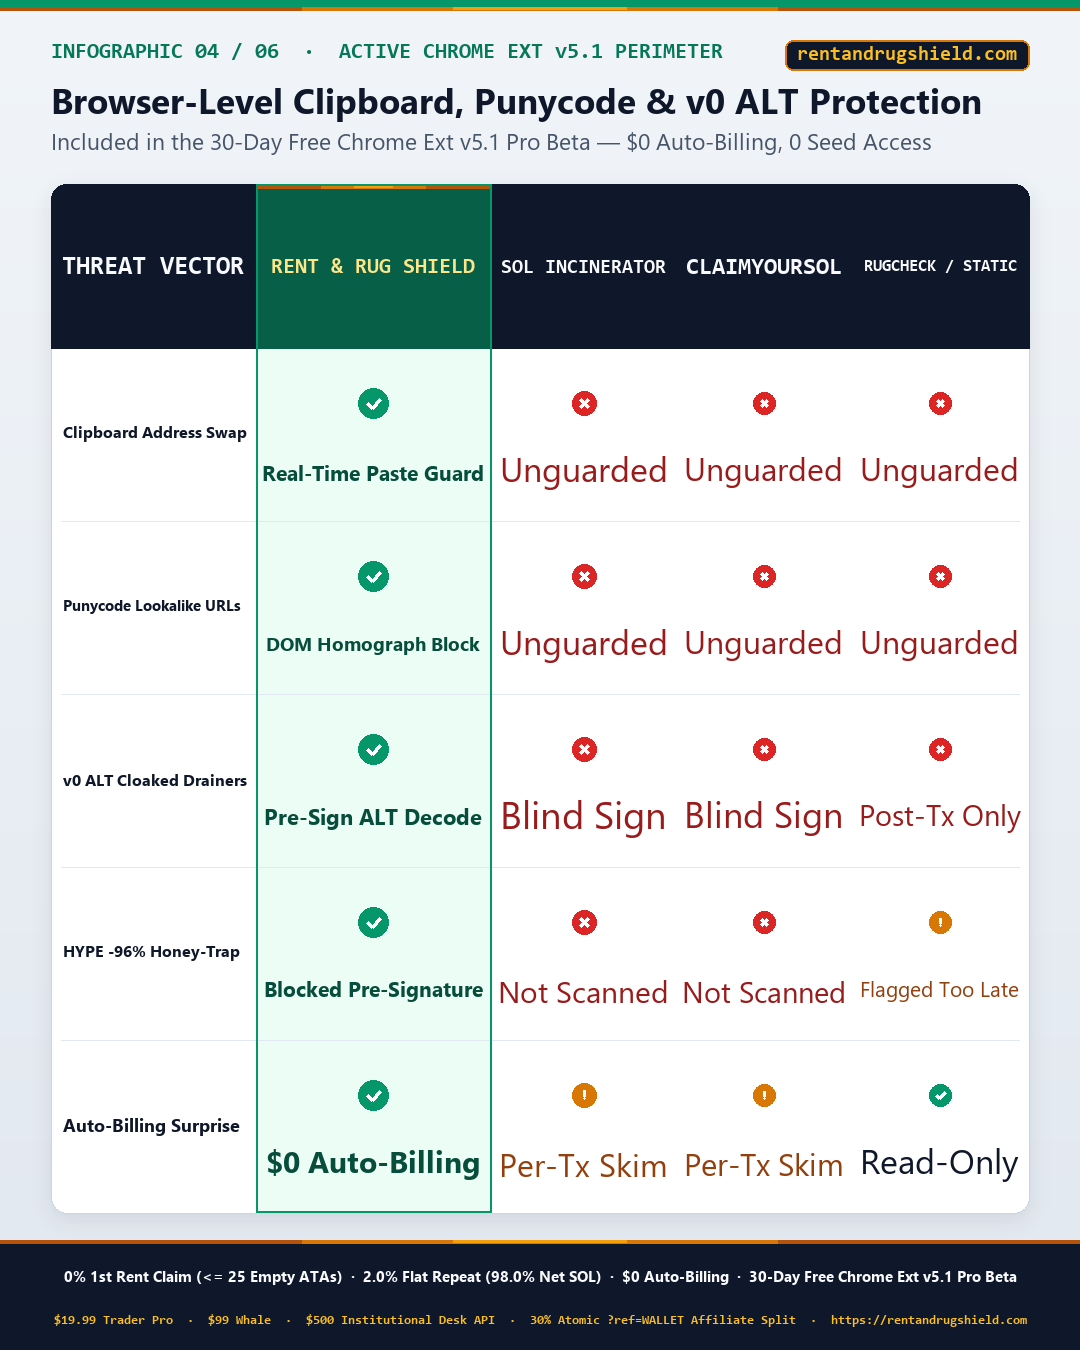 INFOGRAPHIC 04 / 06 · ACTIVE CHROME EXT v5.1 PERIMETER
rentandrugshield.com
Browser-Level Clipboard, Punycode & v0 ALT Protection
Included in the 30-Day Free Chrome Ext v5.1 Pro Beta — $0 Auto-Billing, 0 Seed Access
THREAT VECTOR RENT & RUG SHIELD SOL INCINERATOR CLAIMYOURSOL RUGCHECK / STATIC
Clipboard Address Swap Real-Time Paste Guard Unguarded Unguarded Unguarded
Punycode Lookalike URLs DOM Homograph Block Unguarded Unguarded Unguarded
v0 ALT Cloaked Drainers Pre-Sign ALT Decode Blind Sign Blind Sign Post-Tx Only
HYPE -96% Honey-Trap Blocked Pre-Signature Not Scanned Not Scanned Flagged Too Late
Auto-Billing Surprise $0 Auto-Billing Per-Tx Skim Per-Tx Skim Read-Only
0% 1st Rent Claim (<= 25 Empty ATAs) · 2.0% Flat Repeat (98.0% Net SOL) · $0 Auto-Billing · 30-Day Free Chrome Ext v5.1 Pro Beta
$19.99 Trader Pro · $99 Whale · $500 Institutional Desk API · 30% Atomic ?ref=WALLET Affiliate Split · https://rentandrugshield.com